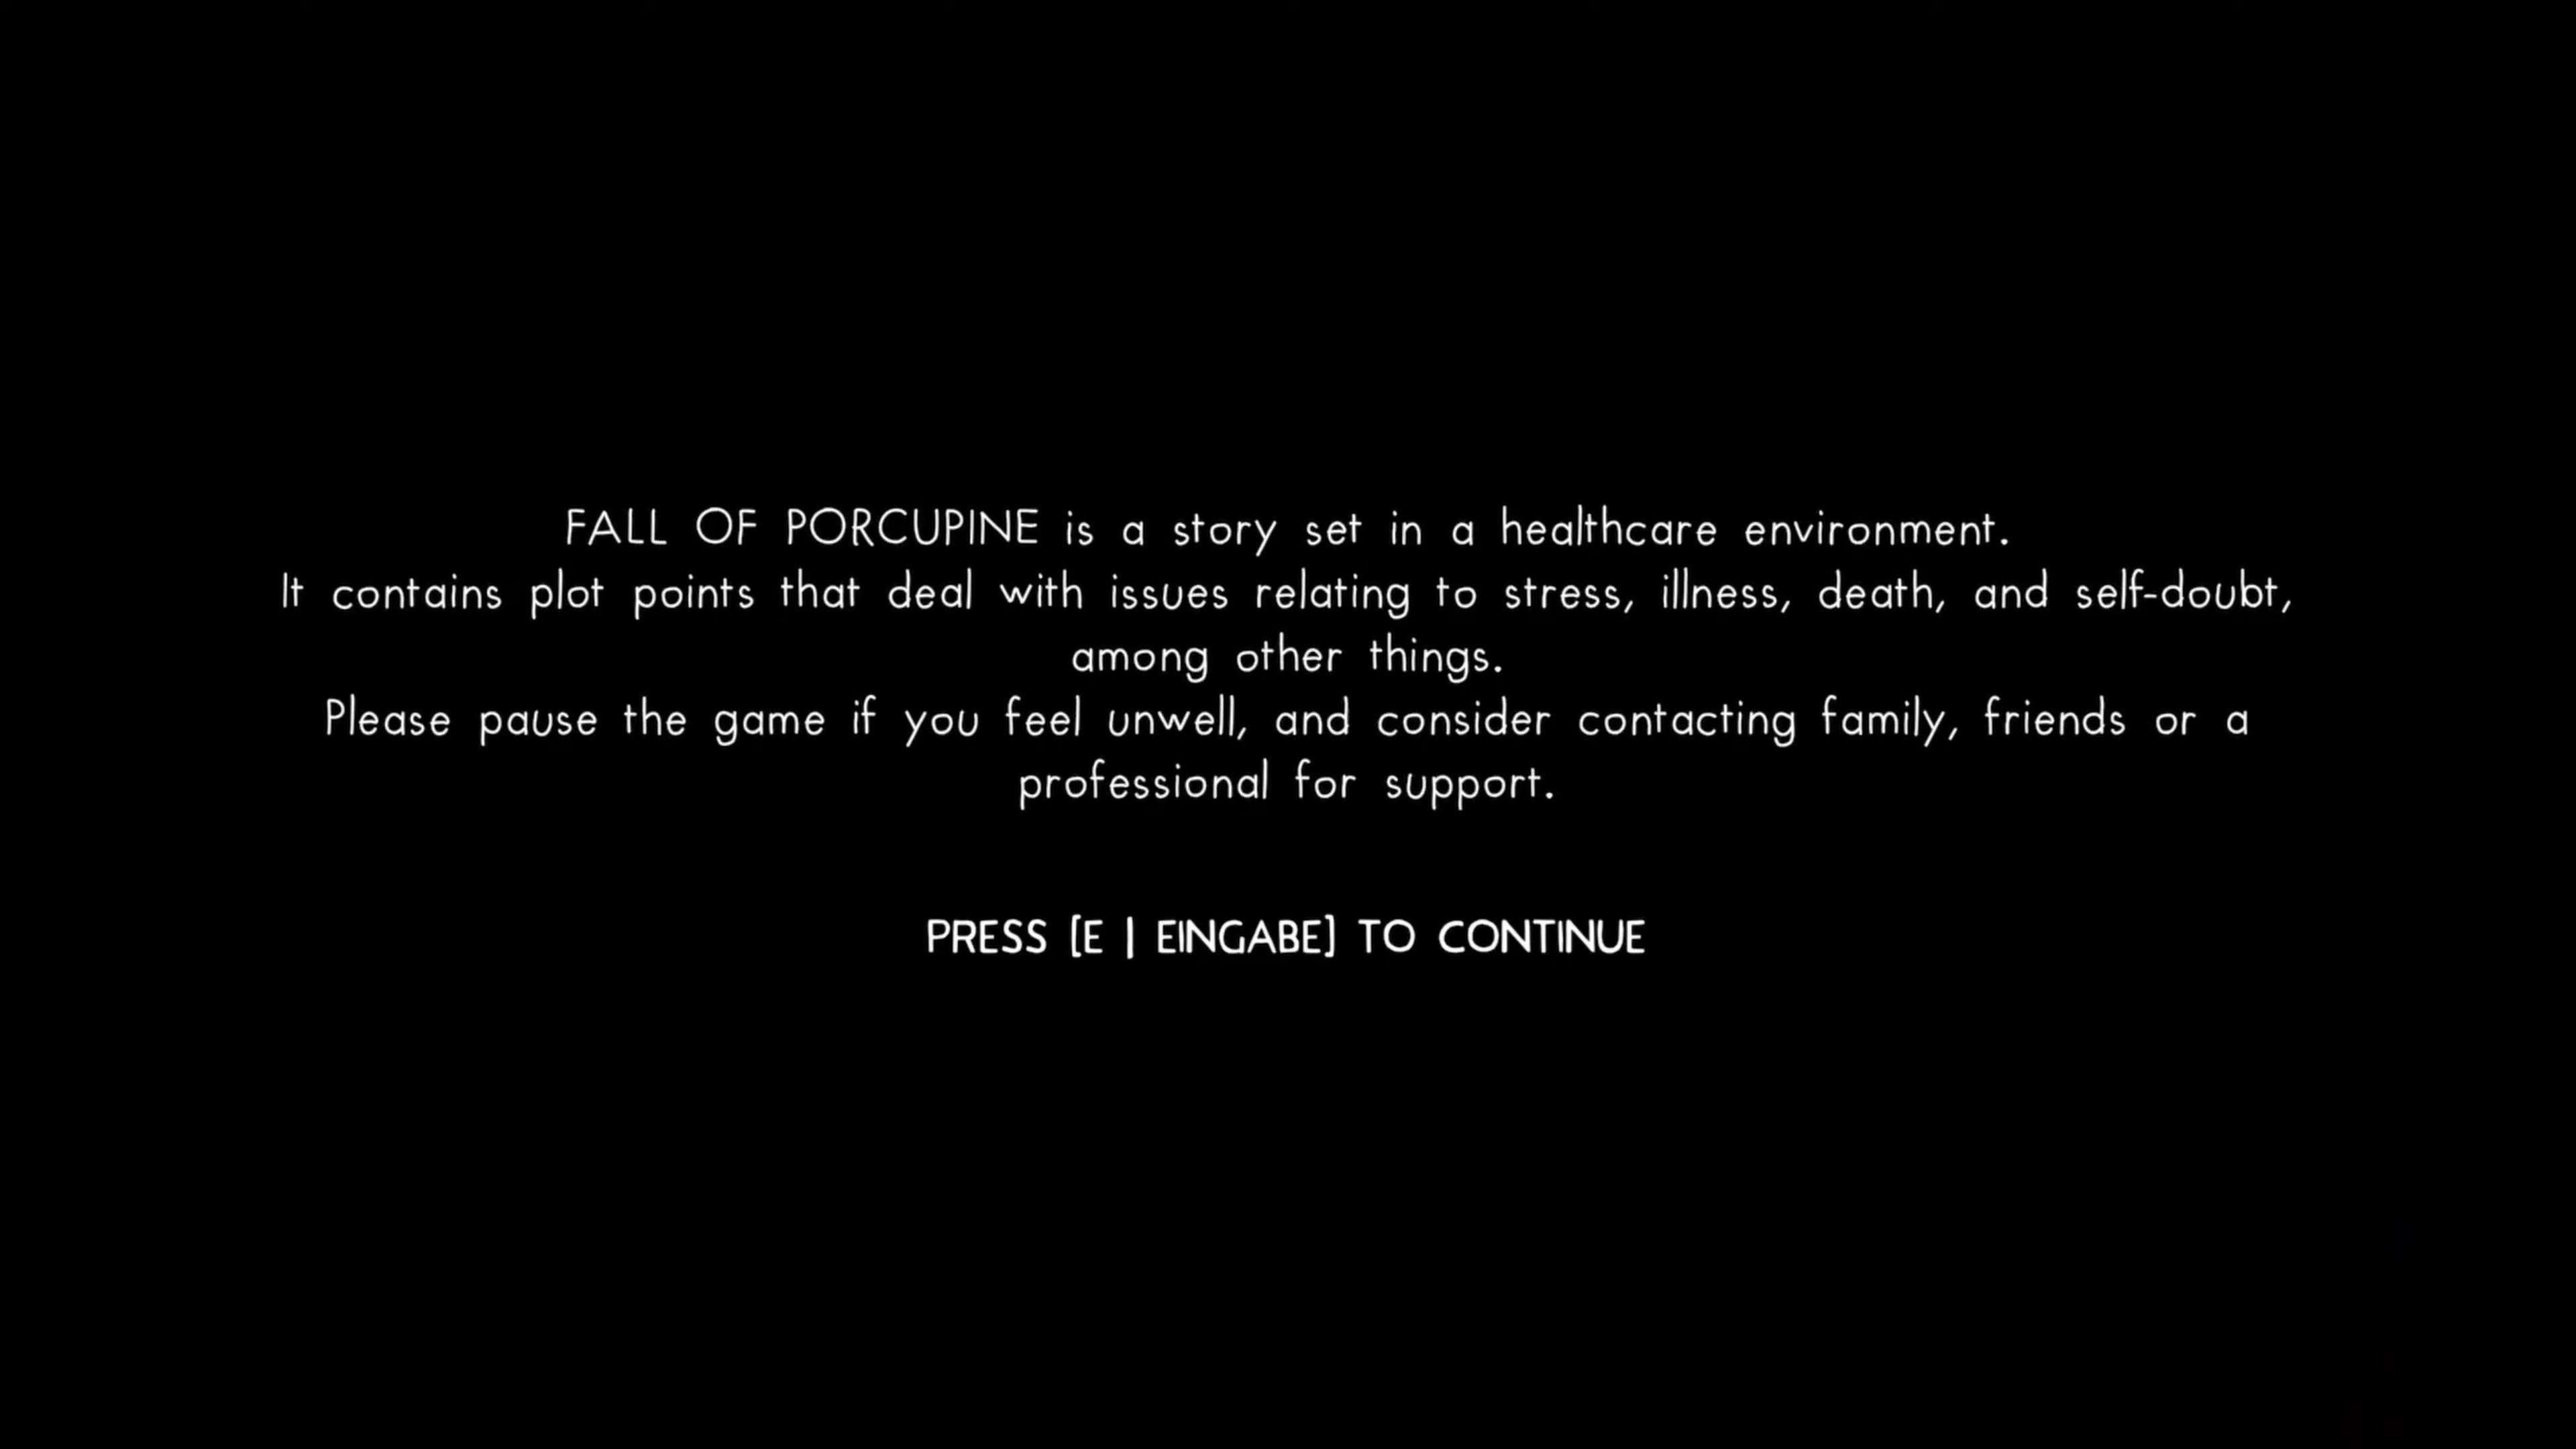 FALL OF PORCUPINE is a story set in a healthcare environment.
It contains plot points that deal with issues relating to stress, illness, death, and self-doubt,
among other things.
Please pause the game if you feel unwell, and consider contacting family, friends or a
professional for support.
PRESS [E | EINGABE] TO CONTINUE